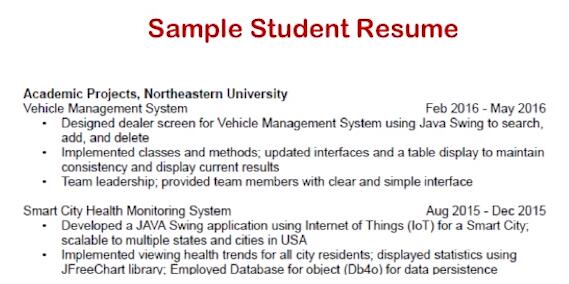 Sample Student Resume
Academic Projects, Northeastern University
Vehicle Management System Feb 2016 - May 2016
• Designed dealer screen for Vehicle Management System using Java Swing to search,
add, and delete
• Implemented classes and methods; updated interfaces and a table display to maintain
consistency and display current results
• Team leadership; provided team members with clear and simple interface
Smart City Health Monitoring System Aug 2015 - Dec 2015
• Developed a JAVA Swing application using Internet of Things (IoT) for a Smart City;
scalable to multiple states and cities in USA
• Implemented viewing health trends for all city residents; displayed statistics using
JFreeChart library; Employed Database for object (Db4o) for data persistence